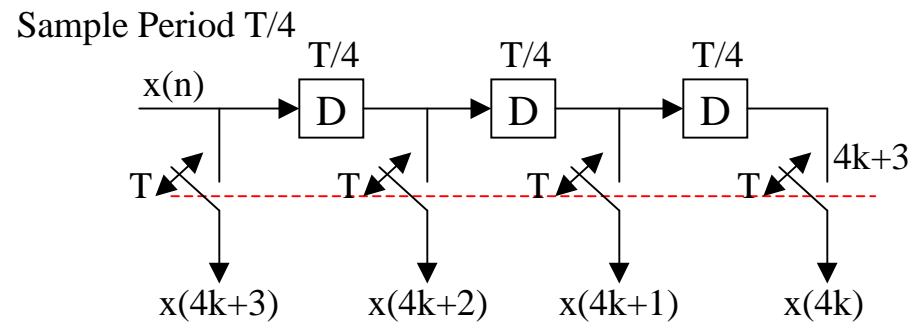 Sample Period T/4
T/4 T/4 T/4
x(n) D D D
4k+3
T T T T
x(4k+3) x(4k+2) x(4k+1) x(4k)